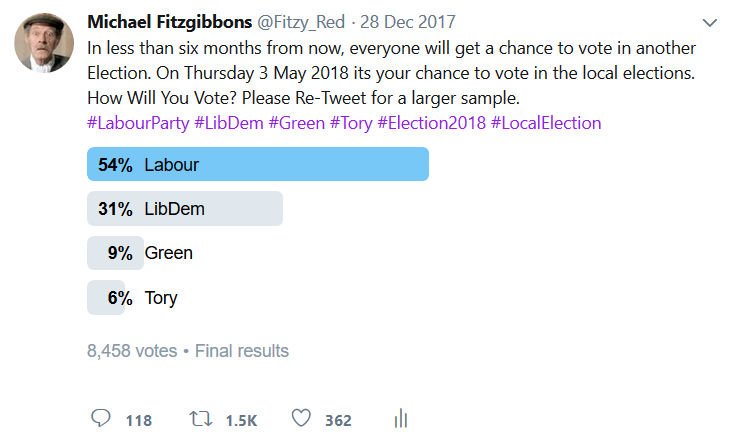 Michael Fitzgibbons @Fitzy_Red · 28 Dec 2017
In less than six months from now, everyone will get a chance to vote in another
Election. On Thursday 3 May 2018 its your chance to vote in the local elections.
How Will You Vote? Please Re-Tweet for a larger sample.
#LabourParty #LibDem #Green #Tory #Election2018 #LocalElection
54% Labour
31% LibDem
9% Green
6% Tory
8,458 votes • Final results
118 1.5K 362